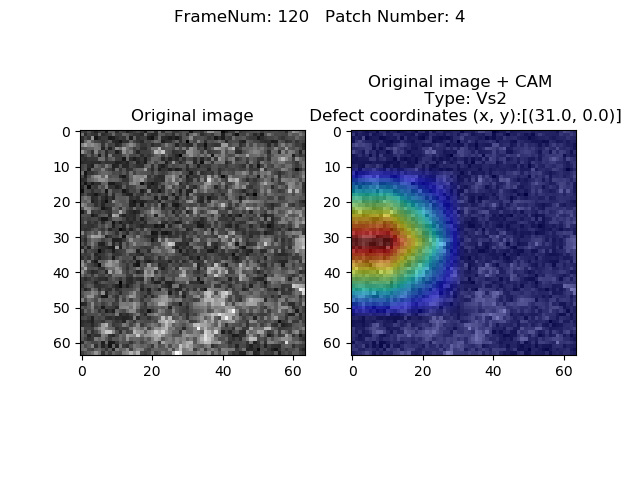 FrameNum: 120   Patch Number: 4
Original image
Original image + CAM
Type: Vs2
Defect coordinates (x, y):[(31.0, 0.0)]
0
10
20
30
40
50
60
0 20 40 60
0
10
20
30
40
50
60
0 20 40 60